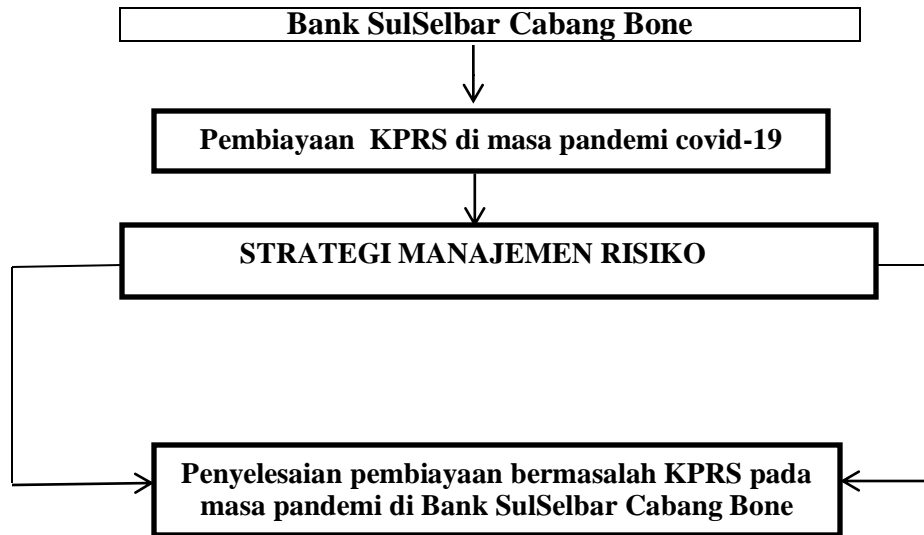 Bank SulSelbar Cabang Bone
Pembiayaan KPRS di masa pandemi covid-19
STRATEGI MANAJEMEN RISIKO
Penyelesaian pembiayaan bermasalah KPRS pada
masa pandemi di Bank SulSelbar Cabang Bone